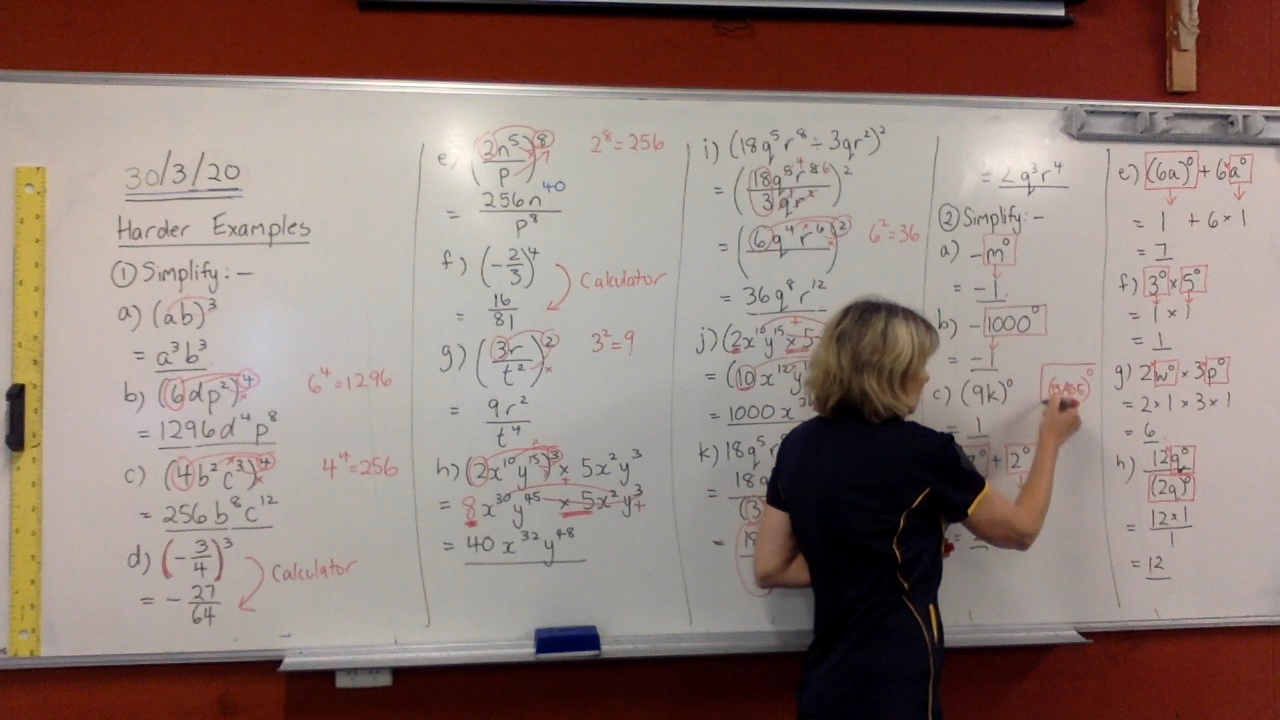 30/3/20
Harder Examples
① Simplify:-
a) (ab)³
= a³b³
b) (6dp²)⁴ 6⁴=1296
= 1296d⁴p⁸
c) (4b²c³)⁴ 4⁴=256
= 256b⁸c¹²
d) (-3/4)³
Calculator
= - 27/64
e) (2n⁵/p)⁸ 2⁸=256
= 256n⁴⁰/p⁸
f) (-2/3)⁴
Calculator
= 16/81
g) (3r/t²)² 3²=9
= 9r²/t⁴
h) (2x¹⁰y¹⁵)³ × 5x²y³
= 8x³⁰y⁴⁵ × 5x²y³
= 40x³²y⁴⁸
i) (18q⁵r⁸ ÷ 3qr²)²
= (18q⁵r⁸/3qr²)²
= (6q⁴r⁶)² 6²=36
= 36q⁸r¹²
j) (2x¹⁰y¹⁵ × 5
= (10x¹²y
= 1000x
k) 18q⁵r
= 18q
(3
=
= 2q³r⁴
② Simplify:-
a) -m⁰
= -1
b) -1000⁰
= -1
c) (9k)⁰ (BASE)⁰
= 1
+ 2⁰
=
e) (6a)⁰ + 6a⁰
= 1 + 6×1
= 7
f) 3⁰ × 5⁰
= 1×1
= 1
g) 2w⁰ × 3p⁰
= 2×1×3×1
= 6
h) 12q⁰/(2q)⁰
= 12×1/1
= 12